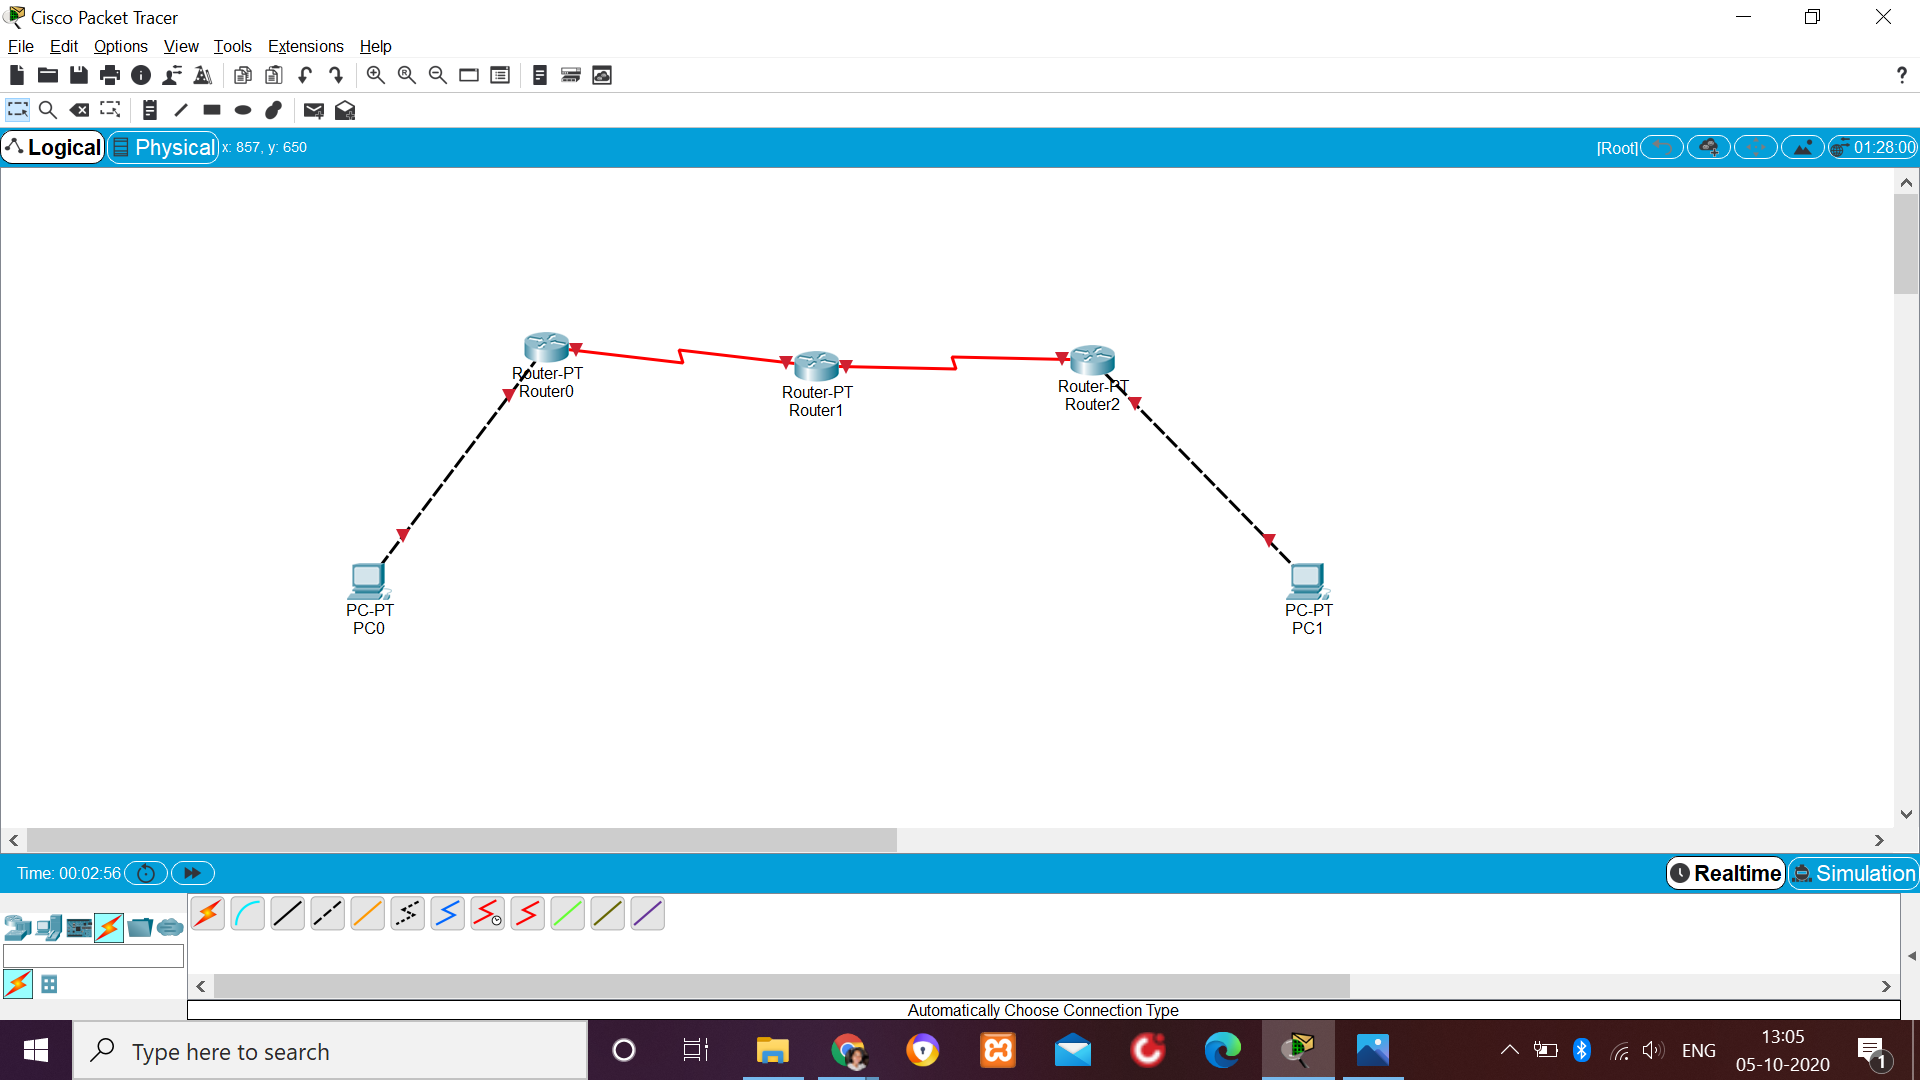 Cisco Packet Tracer
File Edit Options View Tools Extensions Help
?
Logical Physical x: 857, y: 650 [Root] 01:28:00
Router-PT
Router0
Router-PT
Router1
Router-PT
Router2
PC-PT
PC0
PC-PT
PC1
Time: 00:02:56 Realtime Simulation
Automatically Choose Connection Type
Type here to search
ENG
13:05
05-10-2020
1